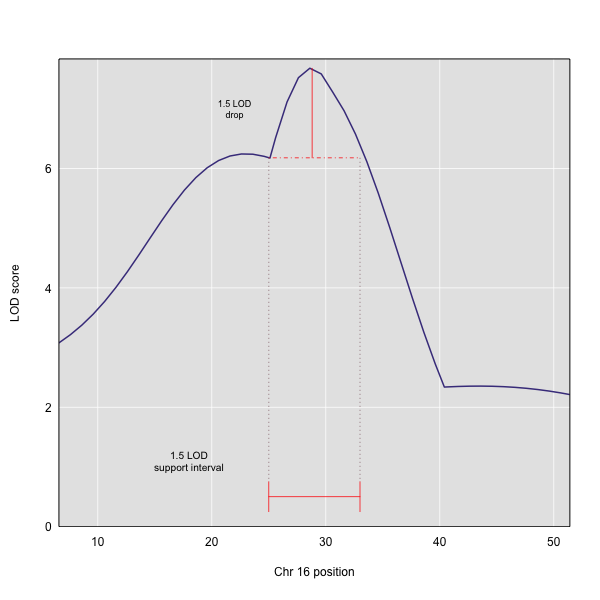 1.5 LOD
drop
6
4
2
0
LOD score
1.5 LOD
support interval
10 20 30 40 50
Chr 16 position